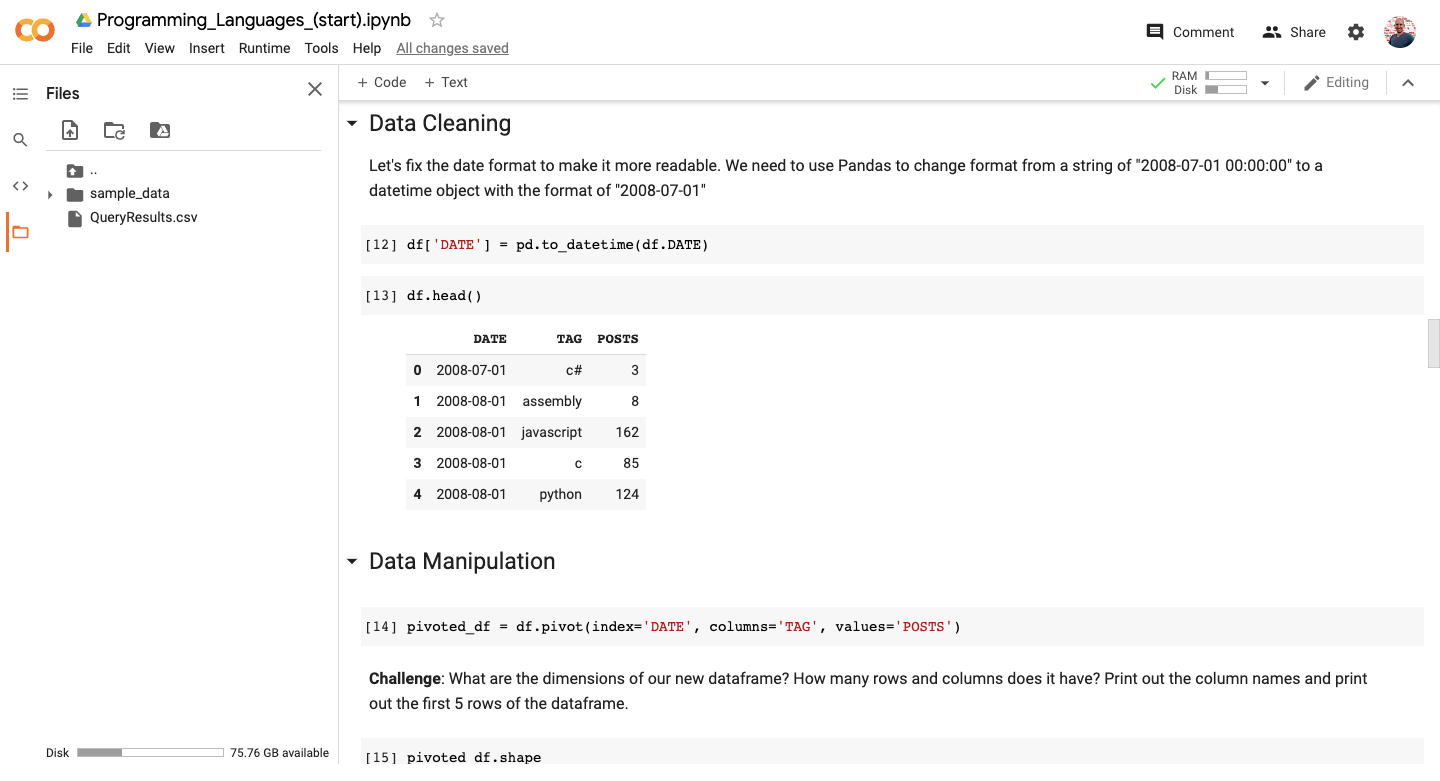 Programming_Languages_(start).ipynb
File Edit View Insert Runtime Tools Help All changes saved
Comment Share
Files
..
sample_data
QueryResults.csv
Disk 75.76 GB available
+ Code + Text
RAM
Disk
Editing
Data Cleaning
Let's fix the date format to make it more readable. We need to use Pandas to change format from a string of "2008-07-01 00:00:00" to a
datetime object with the format of "2008-07-01"
[12] df['DATE'] = pd.to_datetime(df.DATE)
[13] df.head()
DATE TAG POSTS
0 2008-07-01 c# 3
1 2008-08-01 assembly 8
2 2008-08-01 javascript 162
3 2008-08-01 c 85
4 2008-08-01 python 124
Data Manipulation
[14] pivoted_df = df.pivot(index='DATE', columns='TAG', values='POSTS')
Challenge: What are the dimensions of our new dataframe? How many rows and columns does it have? Print out the column names and print
out the first 5 rows of the dataframe.
[15] pivoted_df.shape